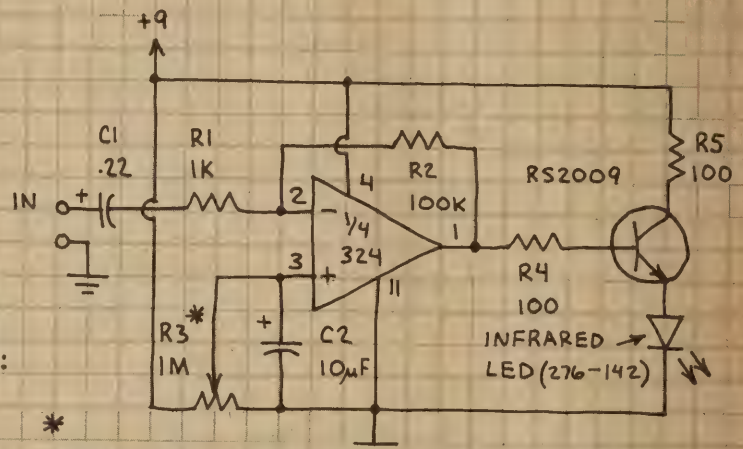 +9
C1
.22
R1
1K
R2
100K
RS2009
R5
100
IN
+
2
-
4
1/4
324
1
3
+
11
R4
100
R3 *
1M
+
C2
10µF
INFRARED
LED (276-142)
:
*